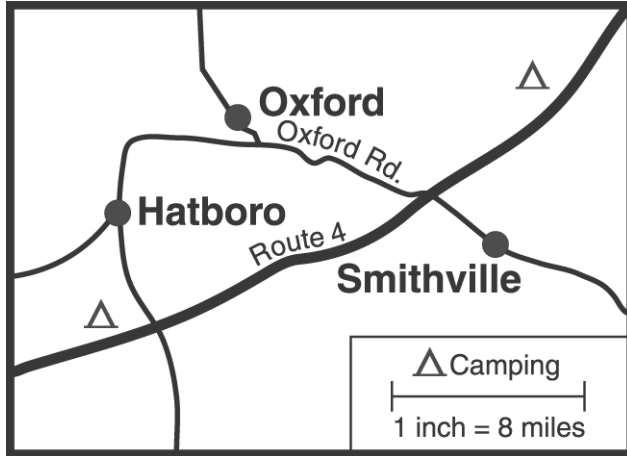 Oxford
Oxford Rd.
Hatboro
Route 4
Smithville
Camping
1 inch = 8 miles